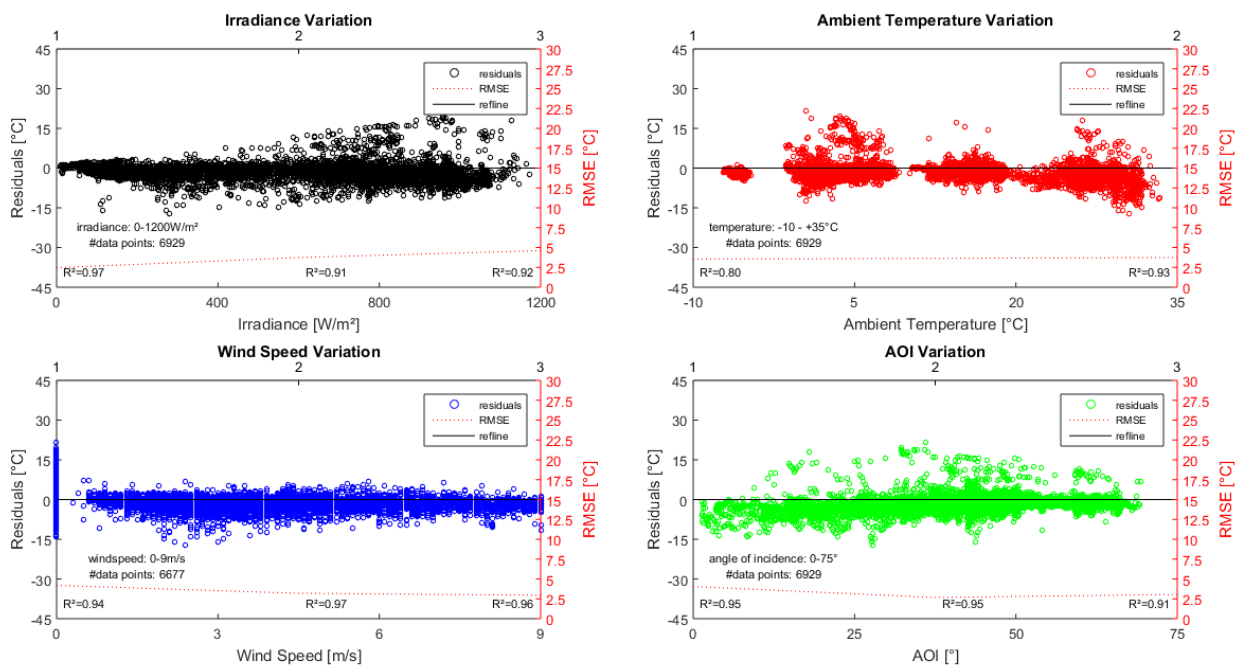 Irradiance Variation
1 2 3
45
30
15
0
-15
-30
-45
Residuals [°C]
residuals
RMSE
refline
irradiance: 0-1200W/m²
#data points: 6929
R²=0.97 R²=0.91 R²=0.92
30
27.5
25
22.5
20
17.5
15
12.5
10
7.5
5
2.5
0
RMSE [°C]
0 400 800 1200
Irradiance [W/m²]
Ambient Temperature Variation
1 2
45
30
15
0
-15
-30
-45
Residuals [°C]
residuals
RMSE
refline
temperature: -10 - +35°C
#data points: 6929
R²=0.80 R²=0.93
30
27.5
25
22.5
20
17.5
15
12.5
10
7.5
5
2.5
0
RMSE [°C]
-10 5 20 35
Ambient Temperature [°C]
Wind Speed Variation
1 2 3
45
30
15
0
-15
-30
-45
Residuals [°C]
residuals
RMSE
refline
windspeed: 0-9m/s
#data points: 6677
R²=0.94 R²=0.97 R²=0.96
30
27.5
25
22.5
20
17.5
15
12.5
10
7.5
5
2.5
0
RMSE [°C]
0 3 6 9
Wind Speed [m/s]
AOI Variation
1 2 3
45
30
15
0
-15
-30
-45
Residuals [°C]
residuals
RMSE
refline
angle of incidence: 0-75°
#data points: 6929
R²=0.95 R²=0.95 R²=0.91
30
27.5
25
22.5
20
17.5
15
12.5
10
7.5
5
2.5
0
RMSE [°C]
0 25 50 75
AOI [°]